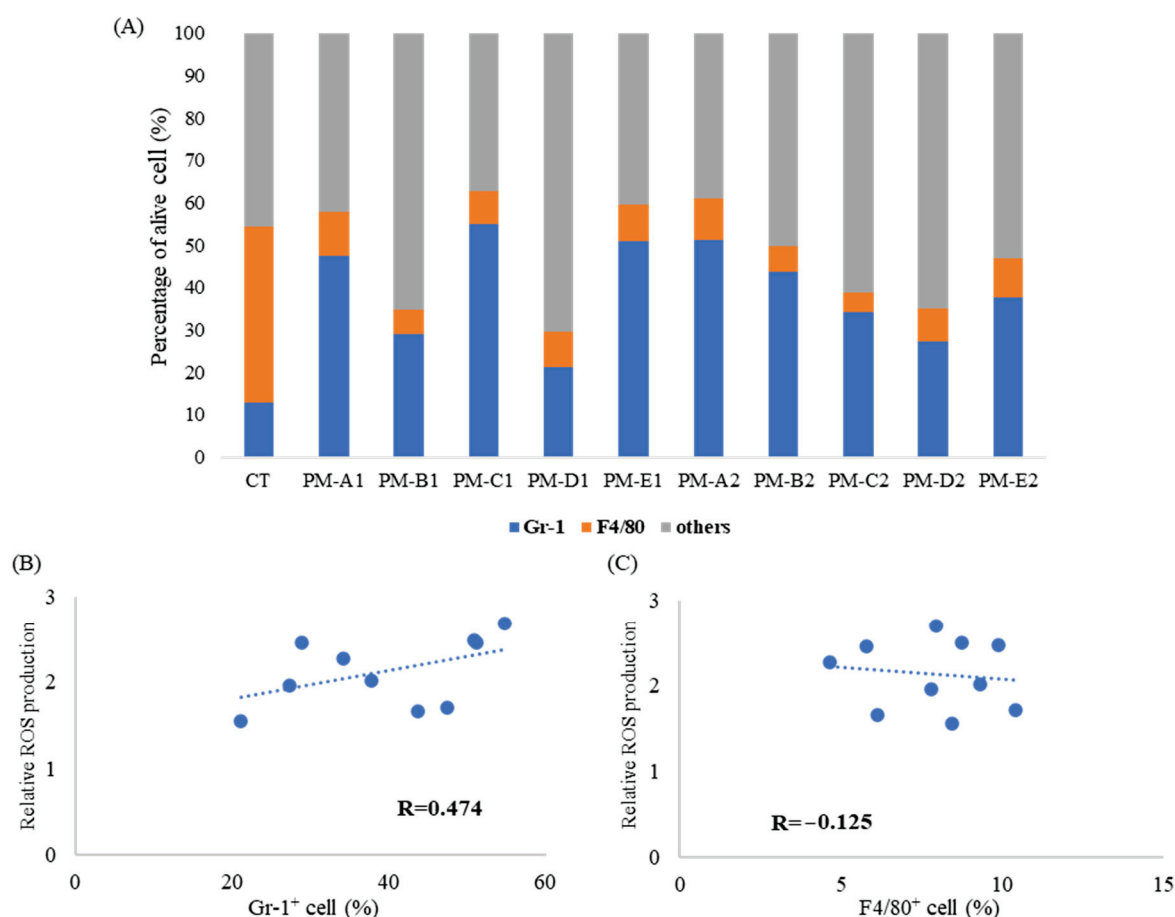 (A)
Percentage of alive cell (%)
100
90
80
70
60
50
40
30
20
10
0
CT PM-A1 PM-B1 PM-C1 PM-D1 PM-E1 PM-A2 PM-B2 PM-C2 PM-D2 PM-E2
Gr-1 F4/80 others
(B)
Relative ROS production
3
2
1
0
R=0.474
0 20 40 60
Gr-1⁺ cell (%)
(C)
Relative ROS production
3
2
1
0
R=−0.125
0 5 10 15
F4/80⁺ cell (%)